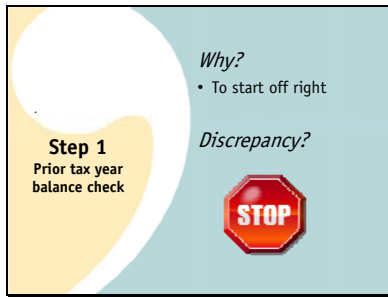 Why?
• To start off right
Step 1
Prior tax year
balance check
Discrepancy?
STOP